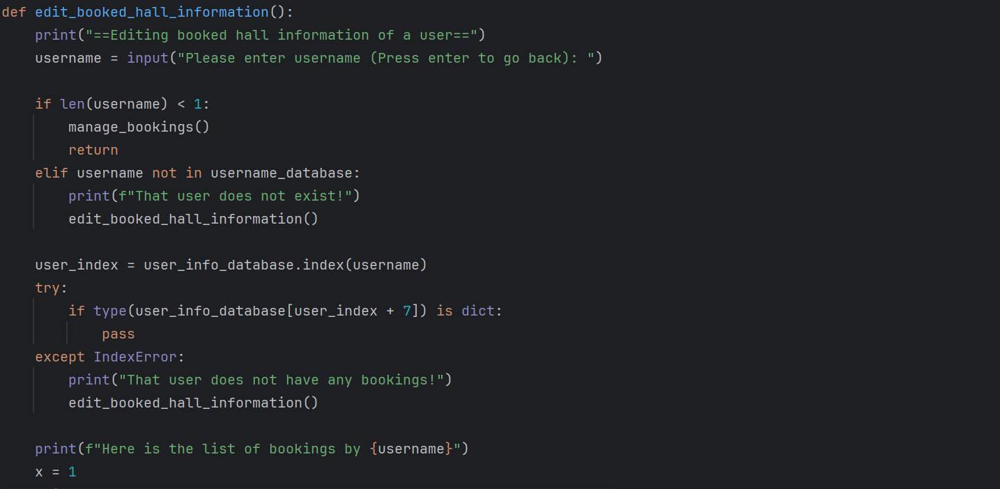 def edit_booked_hall_information():
    print("==Editing booked hall information of a user==")
    username = input("Please enter username (Press enter to go back): ")

    if len(username) < 1:
        manage_bookings()
        return
    elif username not in username_database:
        print(f"That user does not exist!")
        edit_booked_hall_information()

    user_index = user_info_database.index(username)
    try:
        if type(user_info_database[user_index + 7]) is dict:
            pass
    except IndexError:
        print("That user does not have any bookings!")
        edit_booked_hall_information()

    print(f"Here is the list of bookings by {username}")
    x = 1